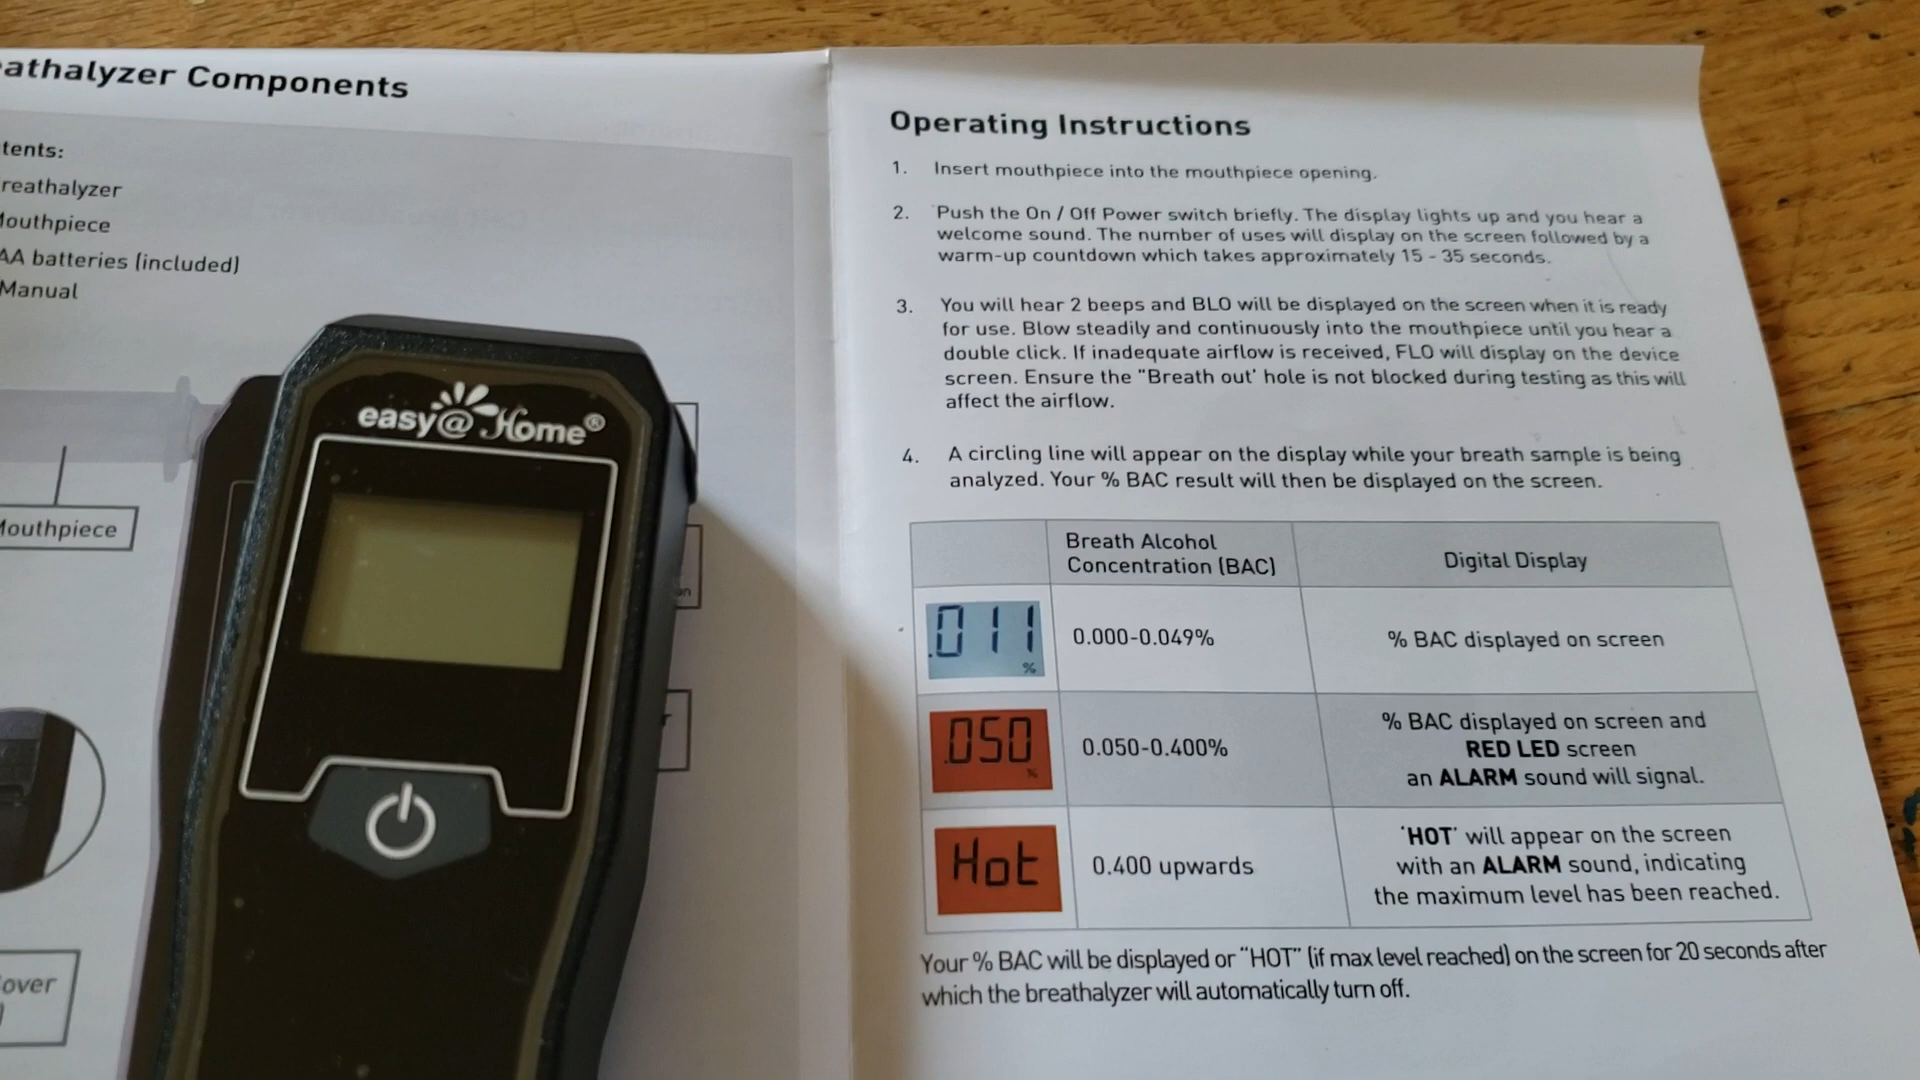 eathalyzer Components
tents:
reathalyzer
outhpiece
AA batteries (included)
Manual
outhpiece
on
r
over
)
easy@Home®
Operating Instructions
1. Insert mouthpiece into the mouthpiece opening.
2. Push the On / Off Power switch briefly. The display lights up and you hear a
welcome sound. The number of uses will display on the screen followed by a
warm-up countdown which takes approximately 15 - 35 seconds.
3. You will hear 2 beeps and BLO will be displayed on the screen when it is ready
for use. Blow steadily and continuously into the mouthpiece until you hear a
double click. If inadequate airflow is received, FLO will display on the device
screen. Ensure the "Breath out' hole is not blocked during testing as this will
affect the airflow.
4. A circling line will appear on the display while your breath sample is being
analyzed. Your % BAC result will then be displayed on the screen.
Breath Alcohol
Concentration (BAC)
Digital Display
.011 %
0.000-0.049%
% BAC displayed on screen
.050 %
0.050-0.400%
% BAC displayed on screen and
RED LED screen
an ALARM sound will signal.
Hot
0.400 upwards
'HOT' will appear on the screen
with an ALARM sound, indicating
the maximum level has been reached.
Your % BAC will be displayed or "HOT" (if max level reached) on the screen for 20 seconds after
which the breathalyzer will automatically turn off.